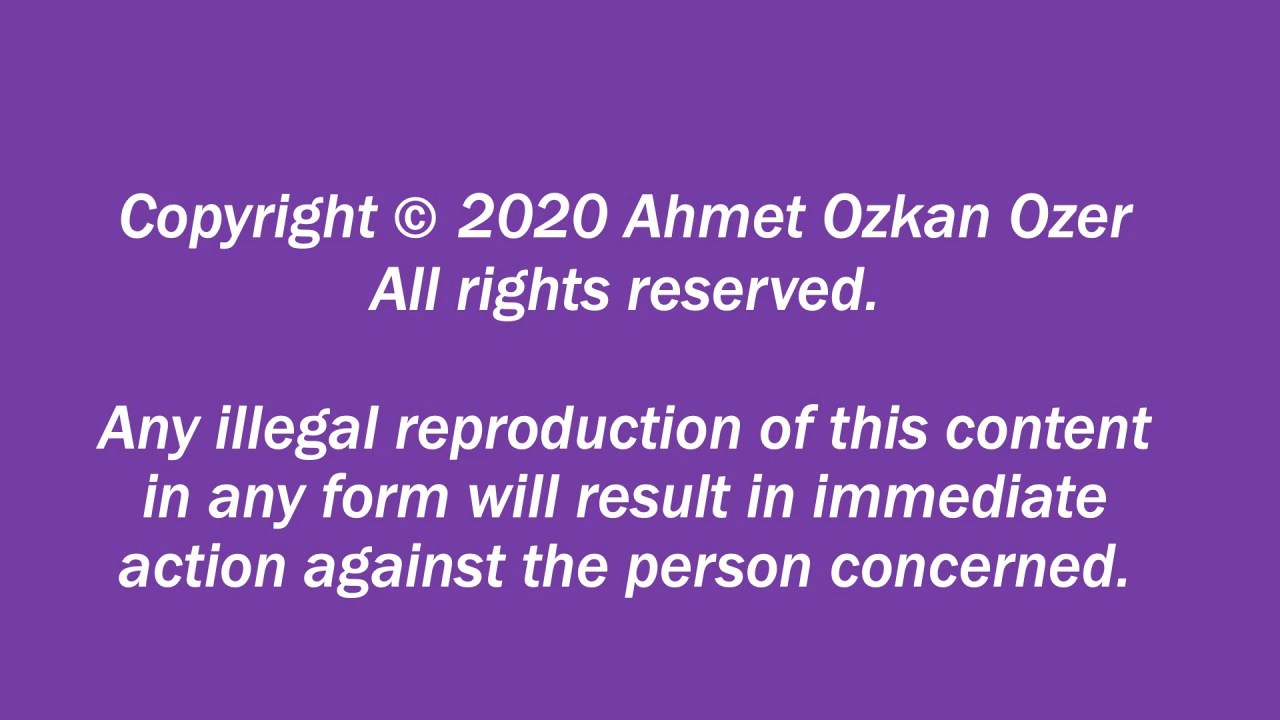 Copyright © 2020 Ahmet Ozkan Ozer
All rights reserved.
Any illegal reproduction of this content
in any form will result in immediate
action against the person concerned.